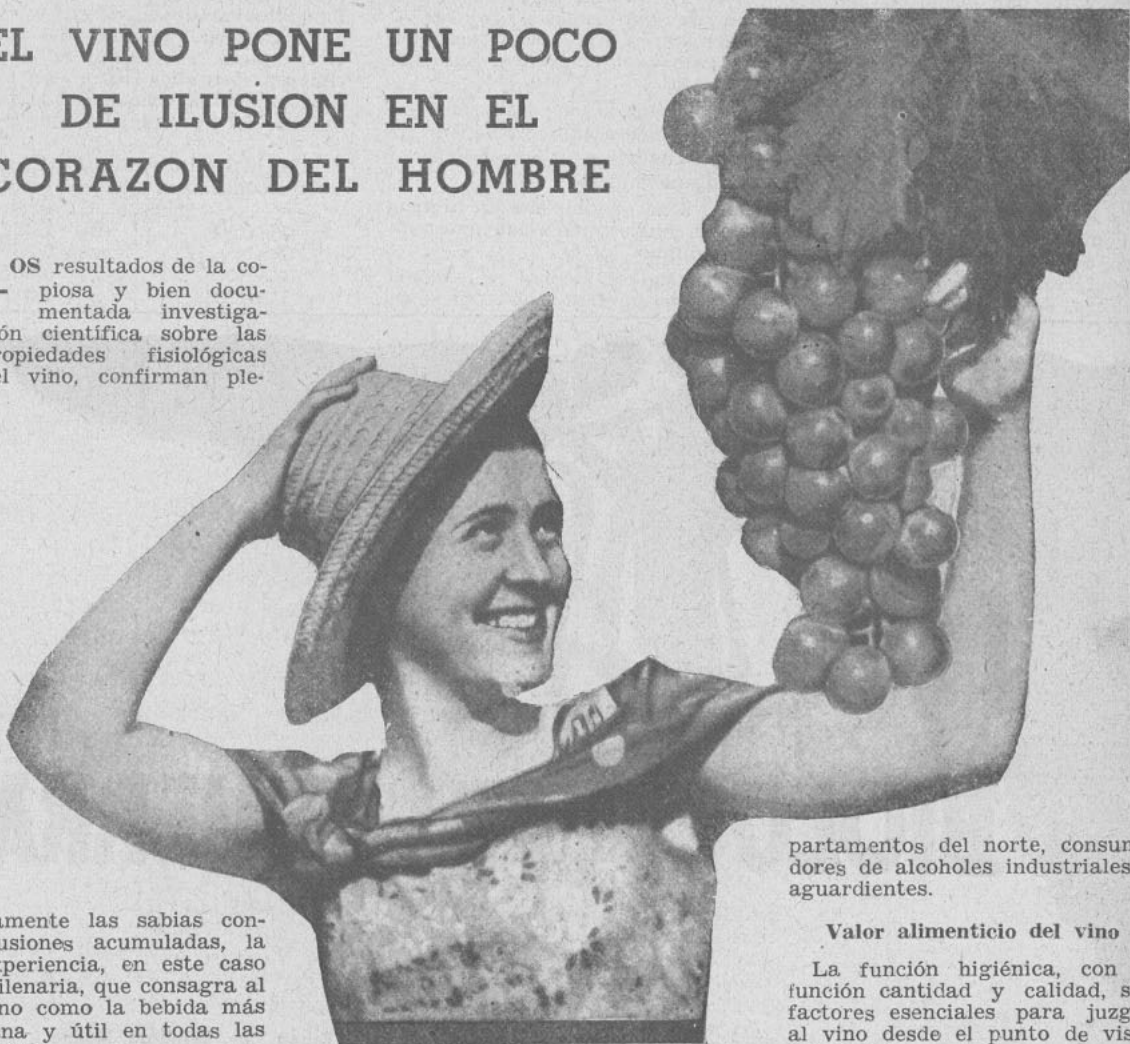 EL VINO PONE UN POCO
DE ILUSION EN EL
CORAZON DEL HOMBRE
OS resultados de la co-
piosa y bien docu-
mentada investiga-
ón científica sobre las
ropiedades fisiológicas
el vino, confirman ple-
amente las sabias con-
usiones acumuladas, la
xperiencia, en este caso
ilenaria, que consagra al
no como la bebida más
na y útil en todas las
partamentos del norte, consum
dores de alcoholes industriales
aguardientes.
Valor alimenticio del vino
La función higiénica, con
función cantidad y calidad, s
factores esenciales para juzg
al vino desde el punto de vis